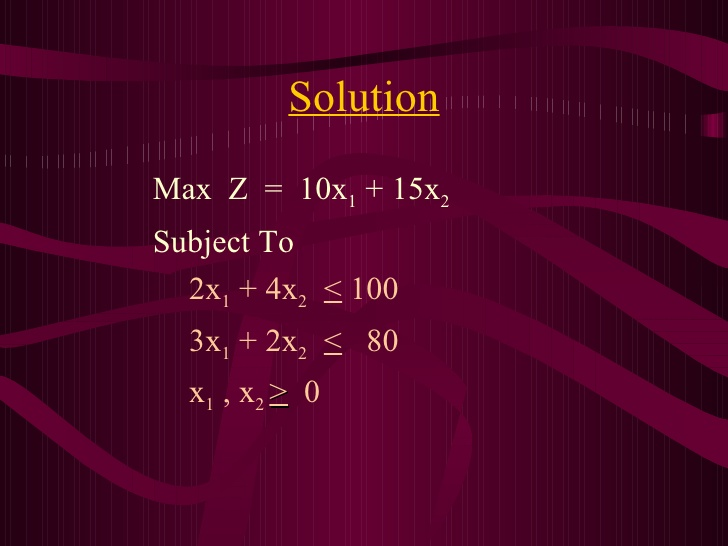 Solution
Max Z = 10x₁ + 15x₂
Subject To
2x₁ + 4x₂ ≤ 100
3x₁ + 2x₂ ≤ 80
x₁ , x₂ ≥ 0